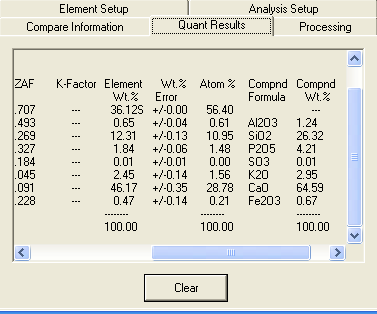 Element Setup Analysis Setup
Compare Information Quant Results Processing
ZAF K-Factor Element Wt.% Atom % Compnd Compnd
Wt.% Error Formula Wt.%
.707 --- 36.12S +/-0.00 56.40 ---
.493 --- 0.65 +/-0.04 0.61 Al2O3 1.24
.269 --- 12.31 +/-0.13 10.95 SiO2 26.32
.327 --- 1.84 +/-0.06 1.48 P2O5 4.21
.184 --- 0.01 +/-0.01 0.00 SO3 0.01
.045 --- 2.45 +/-0.14 1.56 K2O 2.95
.091 --- 46.17 +/-0.35 28.78 CaO 64.59
.228 --- 0.47 +/-0.14 0.21 Fe2O3 0.67
-------- -------- --------
100.00 100.00 100.00
Clear